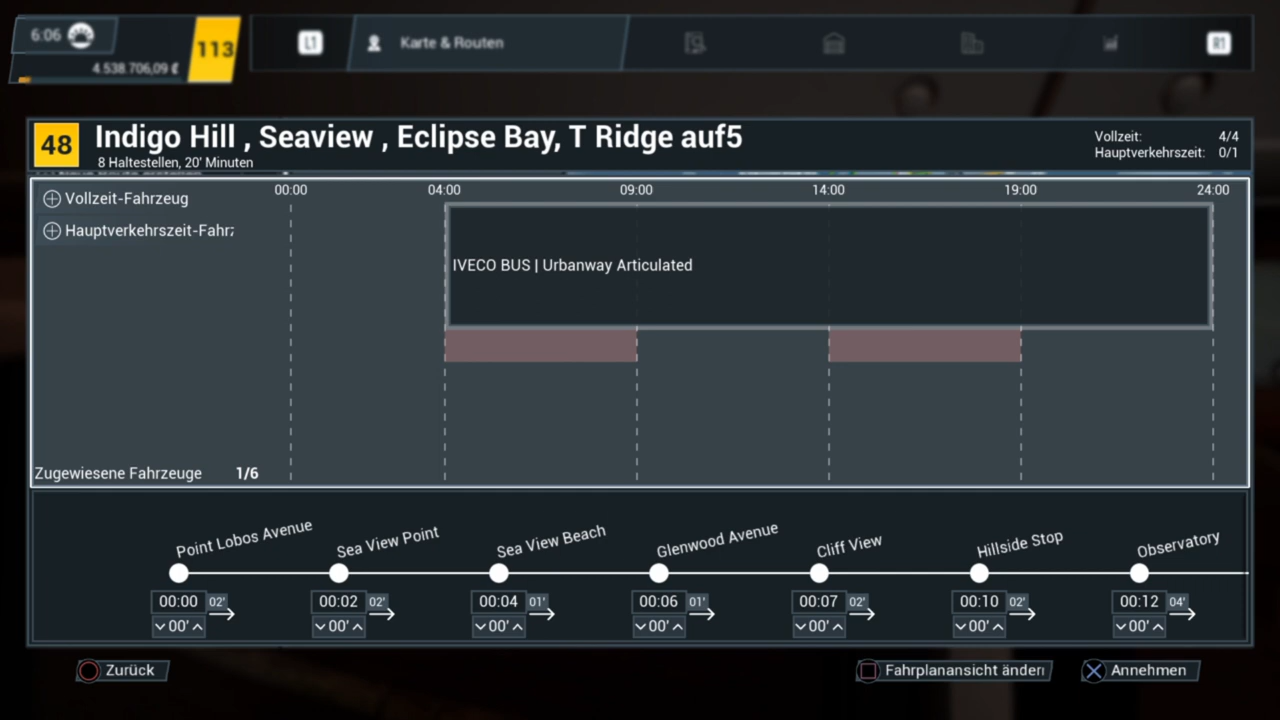 6:06
4.538.706,09 ₡
113
L1
Karte & Routen
R1
48
Indigo Hill , Seaview , Eclipse Bay, T Ridge auf5
8 Haltestellen, 20' Minuten
Vollzeit: 4/4
Hauptverkehrszeit: 0/1
00:00 04:00 09:00 14:00 19:00 24:00
Vollzeit-Fahrzeug
Hauptverkehrszeit-Fahrz
IVECO BUS | Urbanway Articulated
Zugewiesene Fahrzeuge 1/6
Point Lobos Avenue Sea View Point Sea View Beach Glenwood Avenue Cliff View Hillside Stop Observatory
00:00 02' 00:02 02' 00:04 01' 00:06 01' 00:07 02' 00:10 02' 00:12 04'
00' 00' 00' 00' 00' 00' 00'
Zurück
Fahrplanansicht ändern
Annehmen